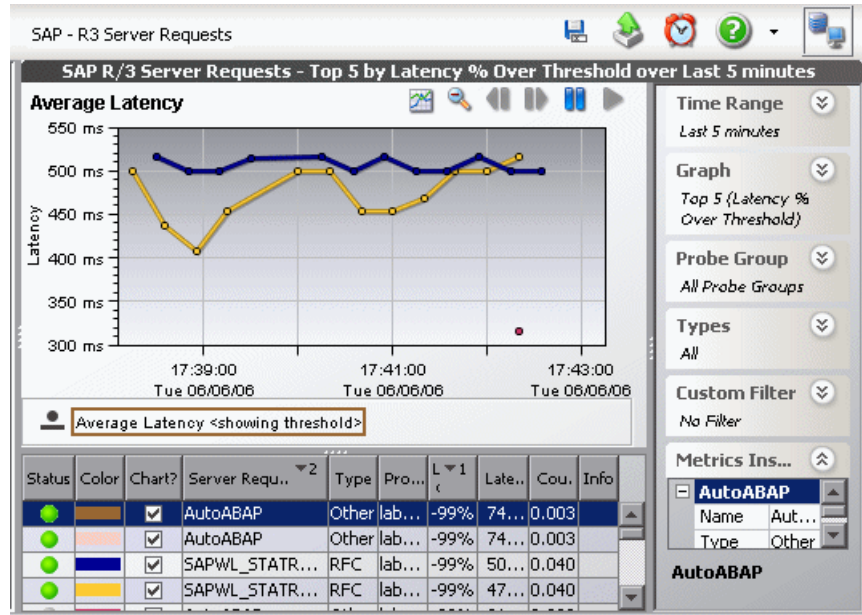 SAP - R3 Server Requests
SAP R/3 Server Requests - Top 5 by Latency % Over Threshold over Last 5 minutes
Average Latency
550 ms
500 ms
450 ms
400 ms
350 ms
300 ms
Latency
17:39:00 17:41:00 17:43:00
Tue 06/06/06 Tue 06/06/06 Tue 06/06/06
Average Latency <showing threshold>
Status Color Chart? Server Requ.. 2 Type Pro... L 1 Late.. Cou. Info
AutoABAP Other lab... -99% 74... 0.003
AutoABAP Other lab... -99% 74... 0.003
SAPWL_STATR... RFC lab... -99% 50... 0.040
SAPWL_STATR... RFC lab... -99% 47... 0.040
Time Range
Last 5 minutes
Graph
Top 5 (Latency %
Over Threshold)
Probe Group
All Probe Groups
Types
All
Custom Filter
No Filter
Metrics Ins...
AutoABAP
Name Aut...
Type Other
AutoABAP